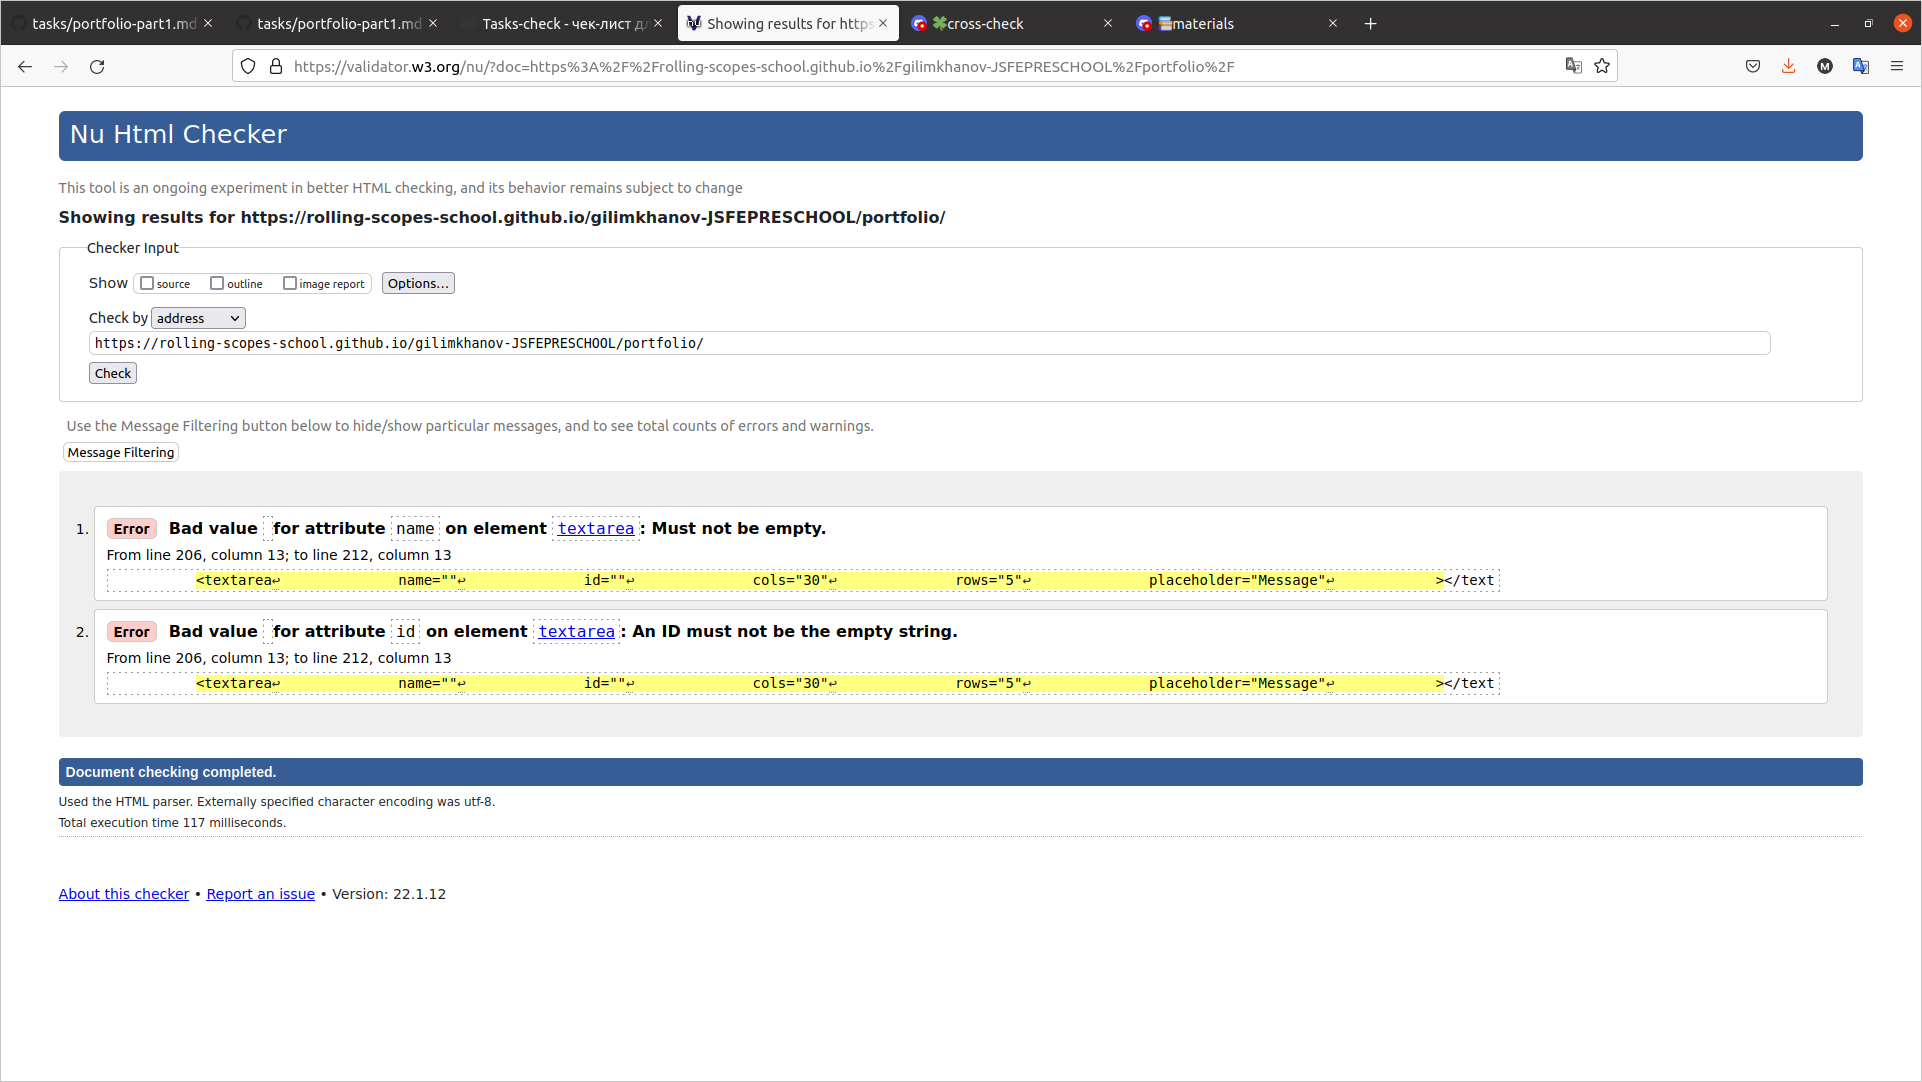 tasks/portfolio-part1.md
tasks/portfolio-part1.md
Tasks-check - чек-лист дл
Showing results for https
cross-check
materials
https://validator.w3.org/nu/?doc=https%3A%2F%2Frolling-scopes-school.github.io%2Fgilimkhanov-JSFEPRESCHOOL%2Fportfolio%2F
Nu Html Checker
This tool is an ongoing experiment in better HTML checking, and its behavior remains subject to change
Showing results for https://rolling-scopes-school.github.io/gilimkhanov-JSFEPRESCHOOL/portfolio/
Checker Input
Show source outline image report Options...
Check by address
https://rolling-scopes-school.github.io/gilimkhanov-JSFEPRESCHOOL/portfolio/
Check
Use the Message Filtering button below to hide/show particular messages, and to see total counts of errors and warnings.
Message Filtering
1. Error Bad value for attribute name on element textarea: Must not be empty.
From line 206, column 13; to line 212, column 13
<textarea↩ name=""↩ id=""↩ cols="30"↩ rows="5"↩ placeholder="Message"↩ ></text
2. Error Bad value for attribute id on element textarea: An ID must not be the empty string.
From line 206, column 13; to line 212, column 13
<textarea↩ name=""↩ id=""↩ cols="30"↩ rows="5"↩ placeholder="Message"↩ ></text
Document checking completed.
Used the HTML parser. Externally specified character encoding was utf-8.
Total execution time 117 milliseconds.
About this checker • Report an issue • Version: 22.1.12